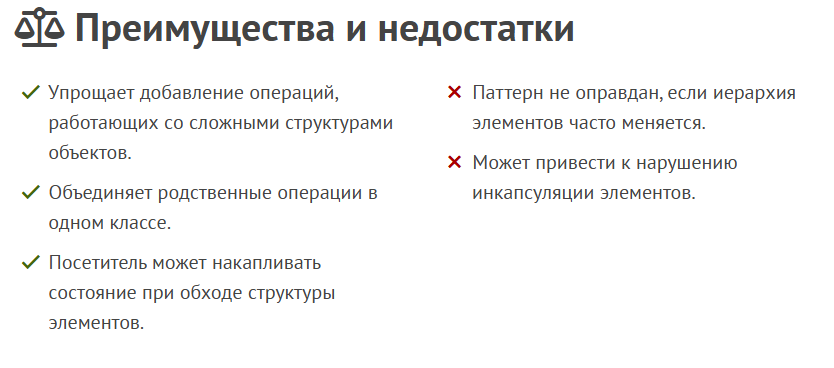 Преимущества и недостатки
Упрощает добавление операций,
работающих со сложными структурами
объектов.
Объединяет родственные операции в
одном классе.
Посетитель может накапливать
состояние при обходе структуры
элементов.
Паттерн не оправдан, если иерархия
элементов часто меняется.
Может привести к нарушению
инкапсуляции элементов.